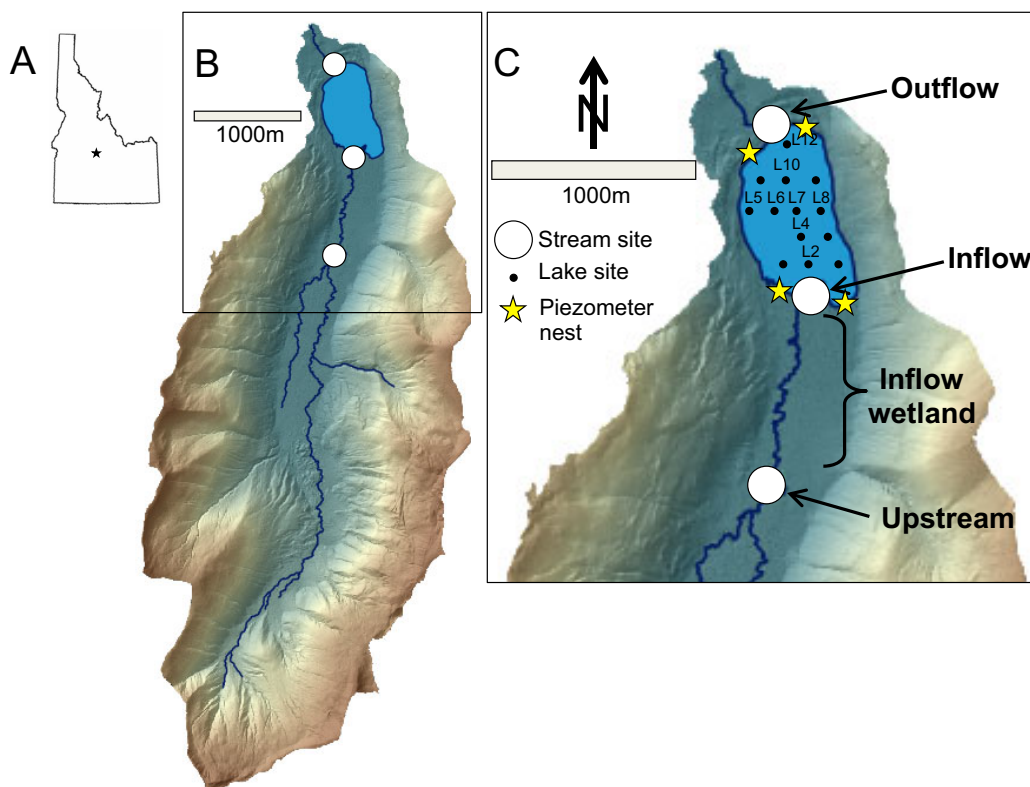 A
B
1000m
C
N
1000m
Stream site
Lake site
Piezometer
nest
Outflow
L12
L10
L5 L6 L7 L8
L4
L2
Inflow
Inflow
wetland
Upstream